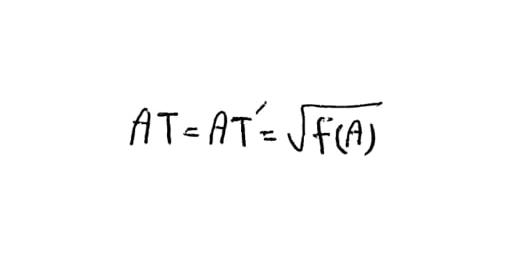 AT = AT' = √f(A)